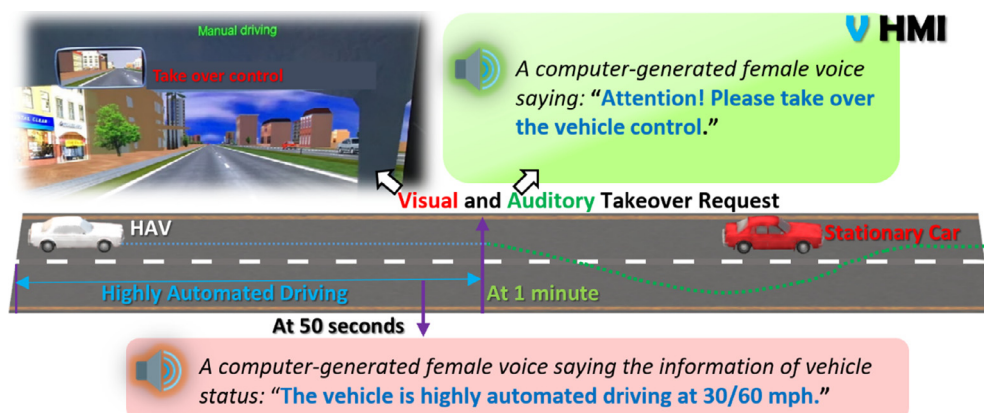 Manual driving
Take over control
V HMI
A computer-generated female voice
saying: “Attention! Please take over
the vehicle control.”
Visual and Auditory Takeover Request
HAV
Stationary Car
Highly Automated Driving
At 1 minute
At 50 seconds
A computer-generated female voice saying the information of vehicle
status: “The vehicle is highly automated driving at 30/60 mph.”